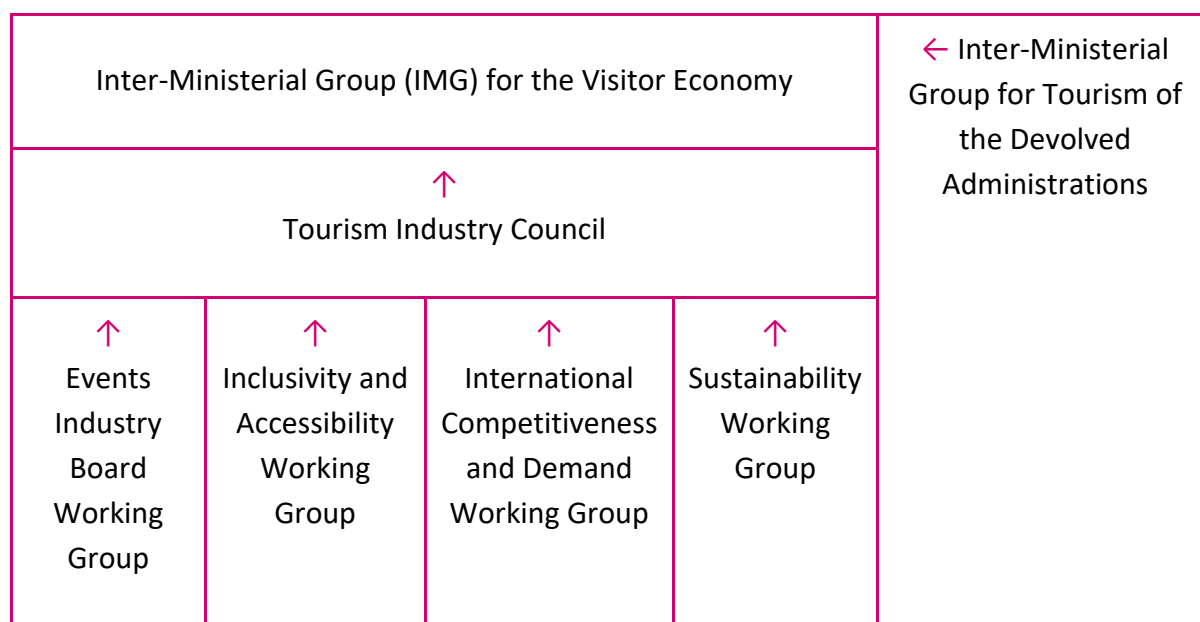 Inter-Ministerial Group (IMG) for the Visitor Economy
← Inter-Ministerial
Group for Tourism of
the Devolved
Administrations
↑
Tourism Industry Council
↑
Events
Industry
Board
Working
Group
↑
Inclusivity and
Accessibility
Working
Group
↑
International
Competitiveness
and Demand
Working Group
↑
Sustainability
Working
Group